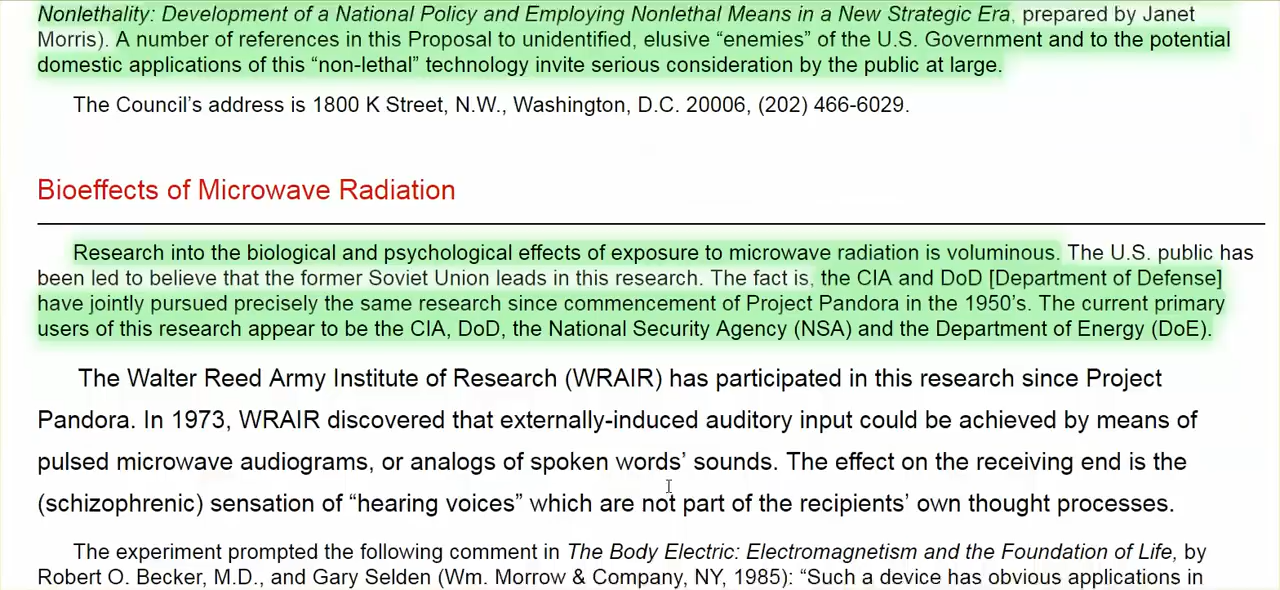 Nonlethality: Development of a National Policy and Employing Nonlethal Means in a New Strategic Era, prepared by Janet
Morris). A number of references in this Proposal to unidentified, elusive “enemies” of the U.S. Government and to the potential
domestic applications of this “non-lethal” technology invite serious consideration by the public at large.
The Council’s address is 1800 K Street, N.W., Washington, D.C. 20006, (202) 466-6029.
Bioeffects of Microwave Radiation
Research into the biological and psychological effects of exposure to microwave radiation is voluminous. The U.S. public has
been led to believe that the former Soviet Union leads in this research. The fact is, the CIA and DoD [Department of Defense]
have jointly pursued precisely the same research since commencement of Project Pandora in the 1950’s. The current primary
users of this research appear to be the CIA, DoD, the National Security Agency (NSA) and the Department of Energy (DoE).
The Walter Reed Army Institute of Research (WRAIR) has participated in this research since Project
Pandora. In 1973, WRAIR discovered that externally-induced auditory input could be achieved by means of
pulsed microwave audiograms, or analogs of spoken words’ sounds. The effect on the receiving end is the
(schizophrenic) sensation of “hearing voices” which are not part of the recipients’ own thought processes.
The experiment prompted the following comment in The Body Electric: Electromagnetism and the Foundation of Life, by
Robert O. Becker, M.D., and Gary Selden (Wm. Morrow & Company, NY, 1985): “Such a device has obvious applications in